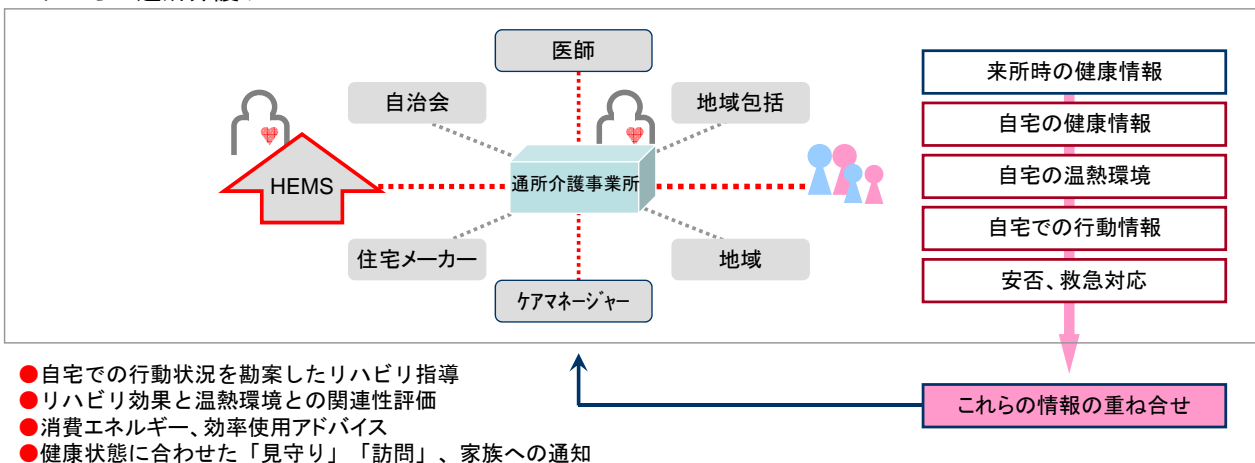 医師
自治会
地域包括
HEMS
通所介護事業所
住宅メーカー
地域
ケアマネージャー
来所時の健康情報
自宅の健康情報
自宅の温熱環境
自宅での行動情報
安否、救急対応
これらの情報の重ね合せ
●自宅での行動状況を勘案したリハビリ指導
●リハビリ効果と温熱環境との関連性評価
●消費エネルギー、効率使用アドバイス
●健康状態に合わせた「見守り」「訪問」、家族への通知